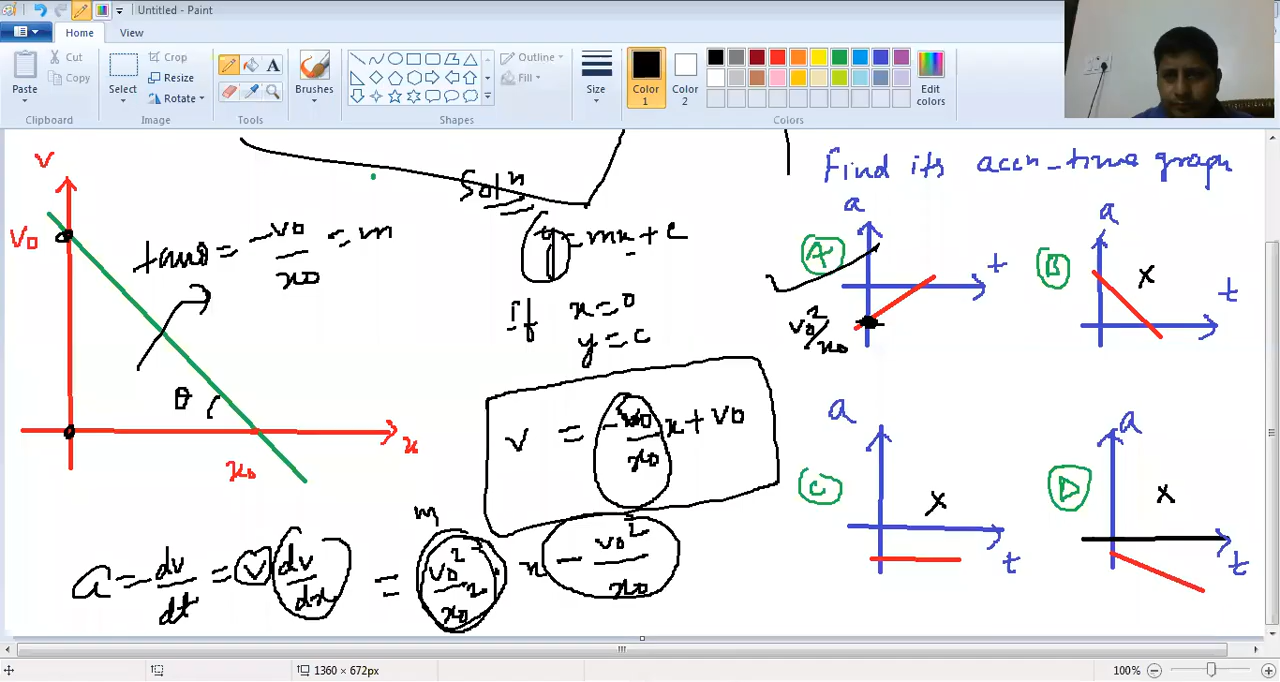 Untitled - Paint
Home
View
Paste
Cut
Copy
Clipboard
Select
Crop
Resize
Rotate
Image
Tools
Brushes
Shapes
Outline
Fill
Size
Color 1
Color 2
Edit colors
Colors
Find its accn-time graph
Soln
v
v0
x0
x
θ
tanθ = -v0/x0 = m
y = mx + c
if x = 0
y = c
v = -v0/x0 x + v0
m
a = dv/dt = v dv/dx = v0²/x0² x - v0²/x0
A
a
t
v0²/x0
B
a
t
x
C
a
t
x
D
a
t
x
1360 × 672px
100%